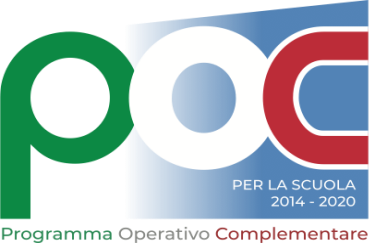 poc
PER LA SCUOLA
2014 - 2020
Programma Operativo Complementare